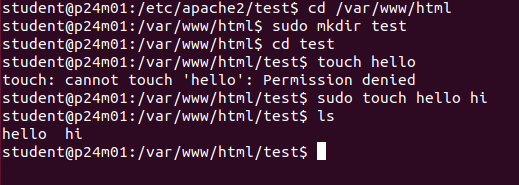 student@p24m01:/etc/apache2/test$ cd /var/www/html
student@p24m01:/var/www/html$ sudo mkdir test
student@p24m01:/var/www/html$ cd test
student@p24m01:/var/www/html/test$ touch hello
touch: cannot touch 'hello': Permission denied
student@p24m01:/var/www/html/test$ sudo touch hello hi
student@p24m01:/var/www/html/test$ ls
hello  hi
student@p24m01:/var/www/html/test$